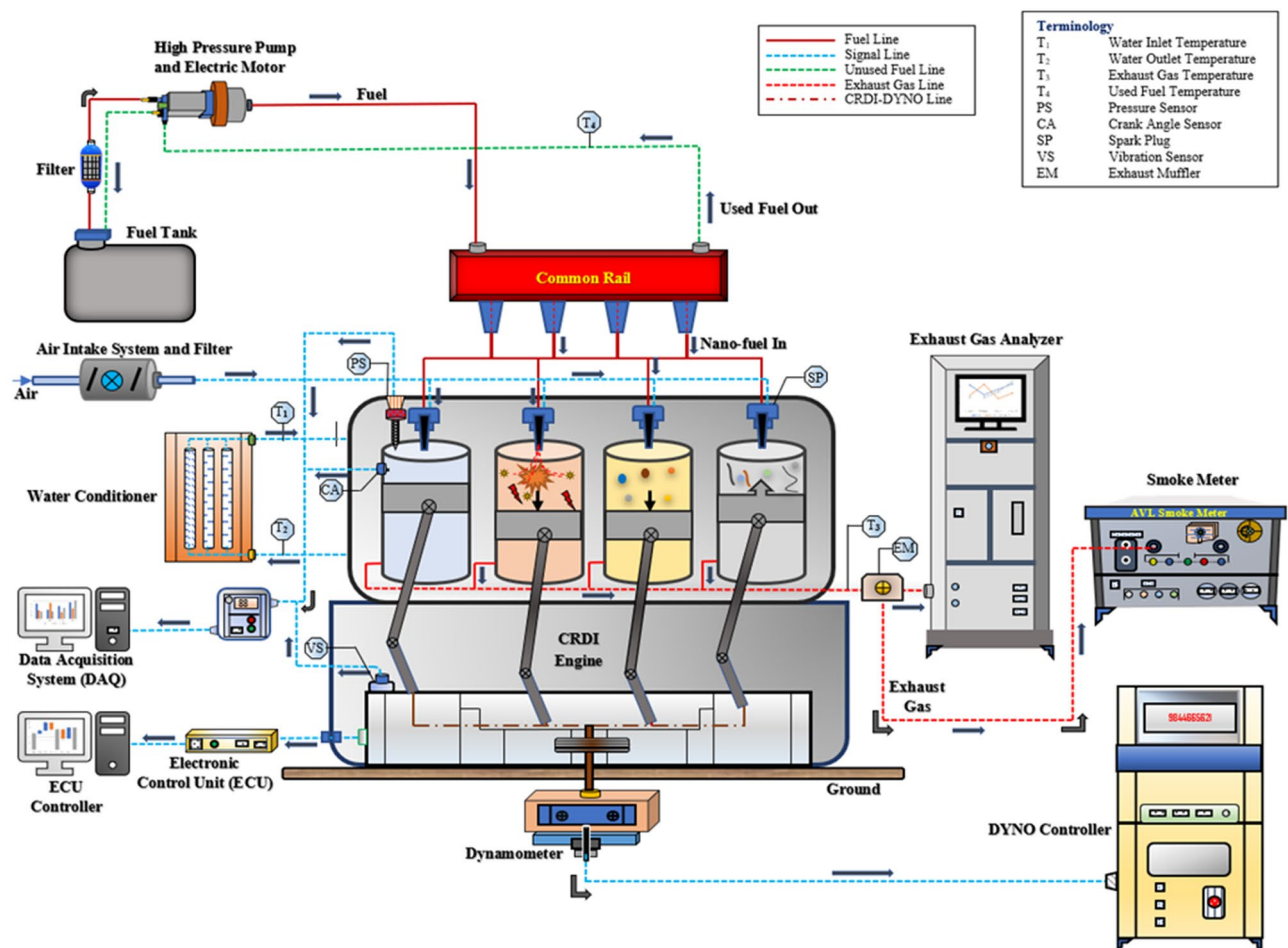 High Pressure Pump
and Electric Motor
Fuel
Filter
Fuel Tank
T₄
Used Fuel Out
Fuel Line
Signal Line
Unused Fuel Line
Exhaust Gas Line
CRDI-DYNO Line
Terminology
T₁ Water Inlet Temperature
T₂ Water Outlet Temperature
T₃ Exhaust Gas Temperature
T₄ Used Fuel Temperature
PS Pressure Sensor
CA Crank Angle Sensor
SP Spark Plug
VS Vibration Sensor
EM Exhaust Muffler
Common Rail
Nano-fuel In
Air Intake System and Filter
Air
PS
SP
Exhaust Gas Analyzer
T₁
Water Conditioner
CA
T₂
T₃
EM
Smoke Meter
AVL Smoke Meter
88
Data Acquisition
System (DAQ)
VS
CRDI
Engine
Exhaust
Gas
9844665621
ECU
Controller
Electronic
Control Unit (ECU)
Ground
Dynamometer
DYNO Controller